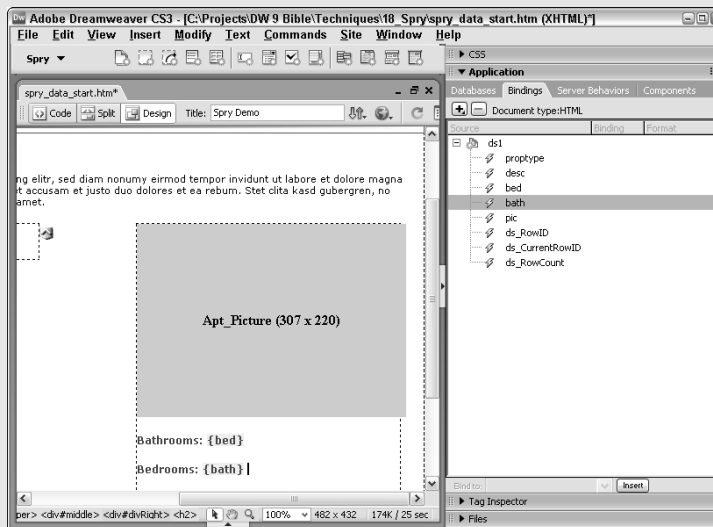 Adobe Dreamweaver CS3 - [C:\Projects\DW 9 Bible\Techniques\18_Spry\spry_data_start.htm (XHTML)*]
File Edit View Insert Modify Text Commands Site Window Help
Spry
spry_data_start.htm*
Code Split Design Title: Spry Demo
ng elitr, sed diam nonumy eirmod tempor invidunt ut labore et dolore magna
et accusam et justo duo dolores et ea rebum. Stet clita kasd gubergren, no
amet.
Apt_Picture (307 x 220)
Bathrooms: {bed}
Bedrooms: {bath}
per> <div#middle> <div#divRight> <h2> 100% 482 x 432 174K / 25 sec
CSS
Application
Databases Bindings Server Behaviors Components
Document type:HTML
Source Binding Format
ds1
proptype
desc
bed
bath
pic
ds_RowID
ds_CurrentRowID
ds_RowCount
Bind to: Insert
Tag Inspector
Files